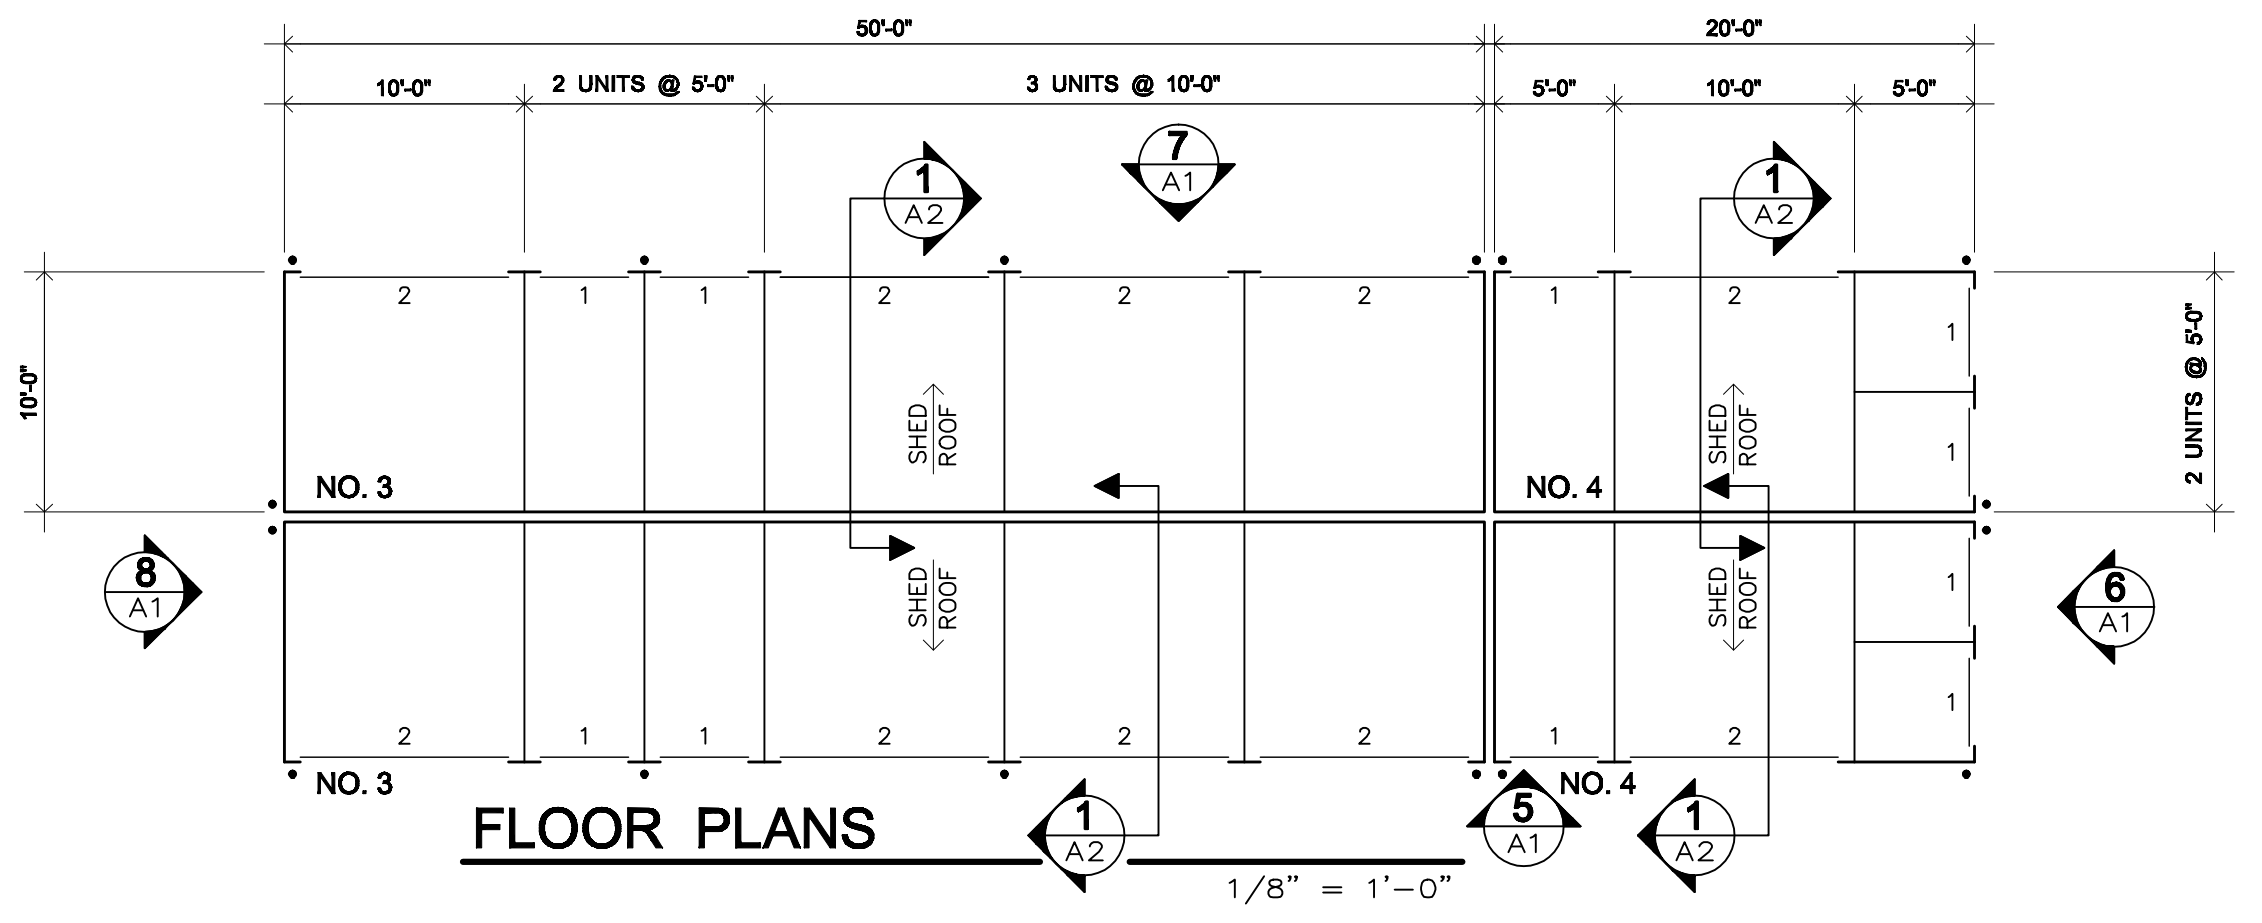 50'-0" 20'-0"
10'-0" 2 UNITS @ 5'-0" 3 UNITS @ 10'-0" 5'-0" 10'-0" 5'-0"
7
A1
1 1
A2 A2
2 1 1 2 2 2 1 2
1
10'-0"
2 UNITS @ 5'-0"
SHED ROOF SHED ROOF
1
NO. 3 NO. 4
8
A1
SHED ROOF SHED ROOF
1
6
A1
1
2 1 1 2 2 2 1 2
NO. 3 NO. 4
FLOOR PLANS
1 5 1
A2 A1 A2
1/8” = 1’-0”